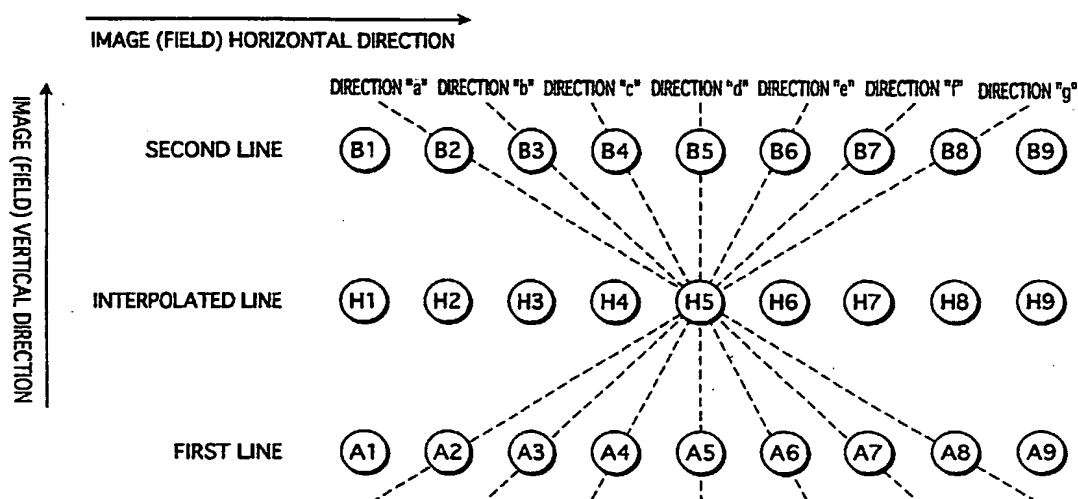 IMAGE (FIELD) HORIZONTAL DIRECTION
IMAGE (FIELD) VERTICAL DIRECTION
DIRECTION "a" DIRECTION "b" DIRECTION "c" DIRECTION "d" DIRECTION "e" DIRECTION "f" DIRECTION "g"
SECOND LINE B1 B2 B3 B4 B5 B6 B7 B8 B9
INTERPOLATED LINE H1 H2 H3 H4 H5 H6 H7 H8 H9
FIRST LINE A1 A2 A3 A4 A5 A6 A7 A8 A9